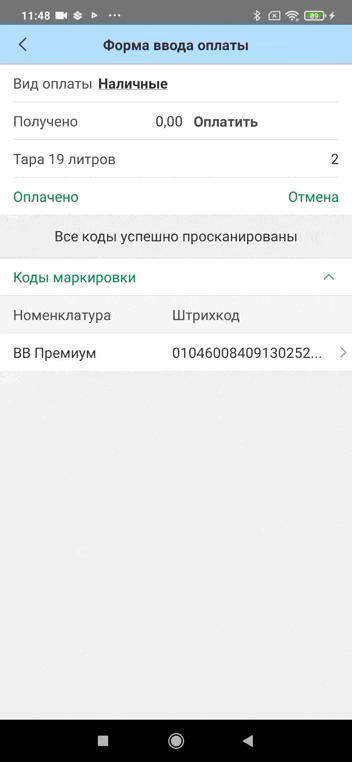 11:48
89
Форма ввода оплаты
Вид оплаты Наличные
Получено 0,00 Оплатить
Тара 19 литров 2
Оплачено Отмена
Все коды успешно просканированы
Коды маркировки
Номенклатура Штрихкод
ВВ Премиум 01046008409130252...